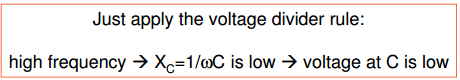 Just apply the voltage divider rule:
high frequency → X_C=1/ωC is low → voltage at C is low